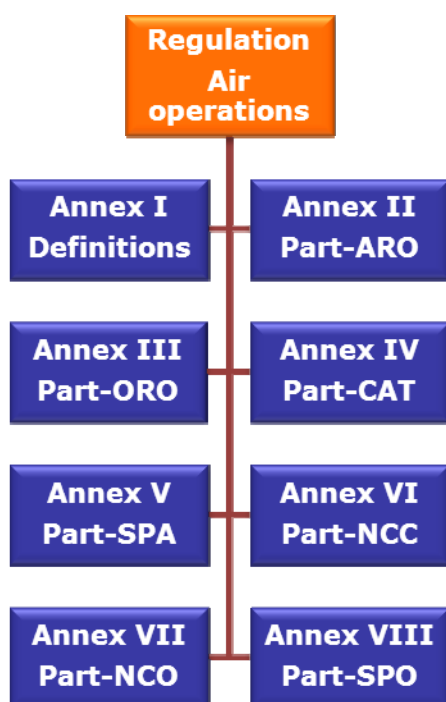 Regulation
Air
operations
Annex I
Definitions
Annex II
Part-ARO
Annex III
Part-ORO
Annex IV
Part-CAT
Annex V
Part-SPA
Annex VI
Part-NCC
Annex VII
Part-NCO
Annex VIII
Part-SPO